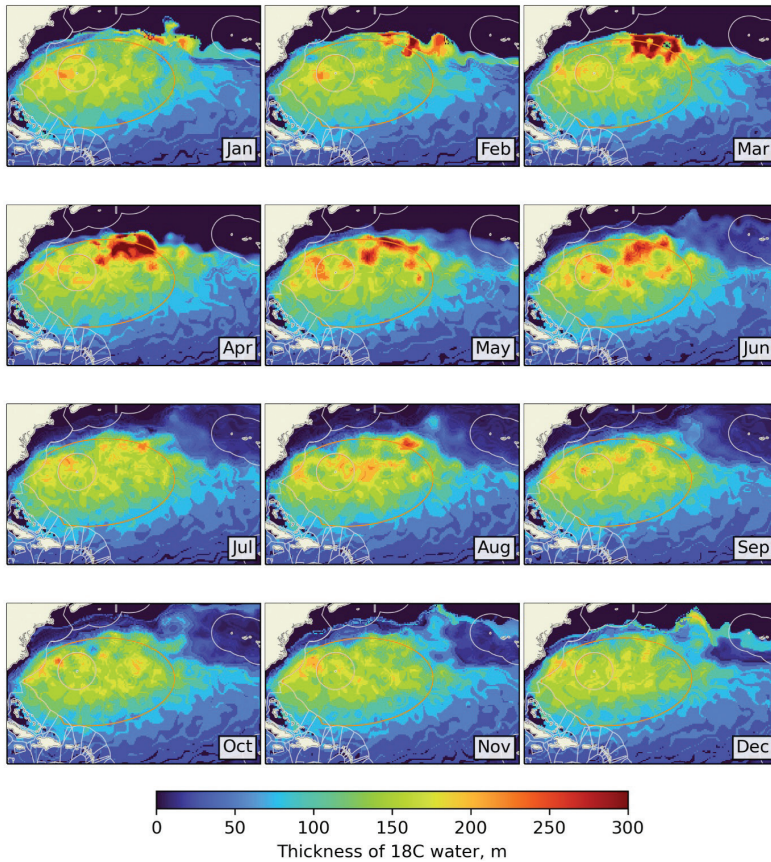 Jan Feb Mar
Apr May Jun
Jul Aug Sep
Oct Nov Dec
0 50 100 150 200 250 300
Thickness of 18C water, m